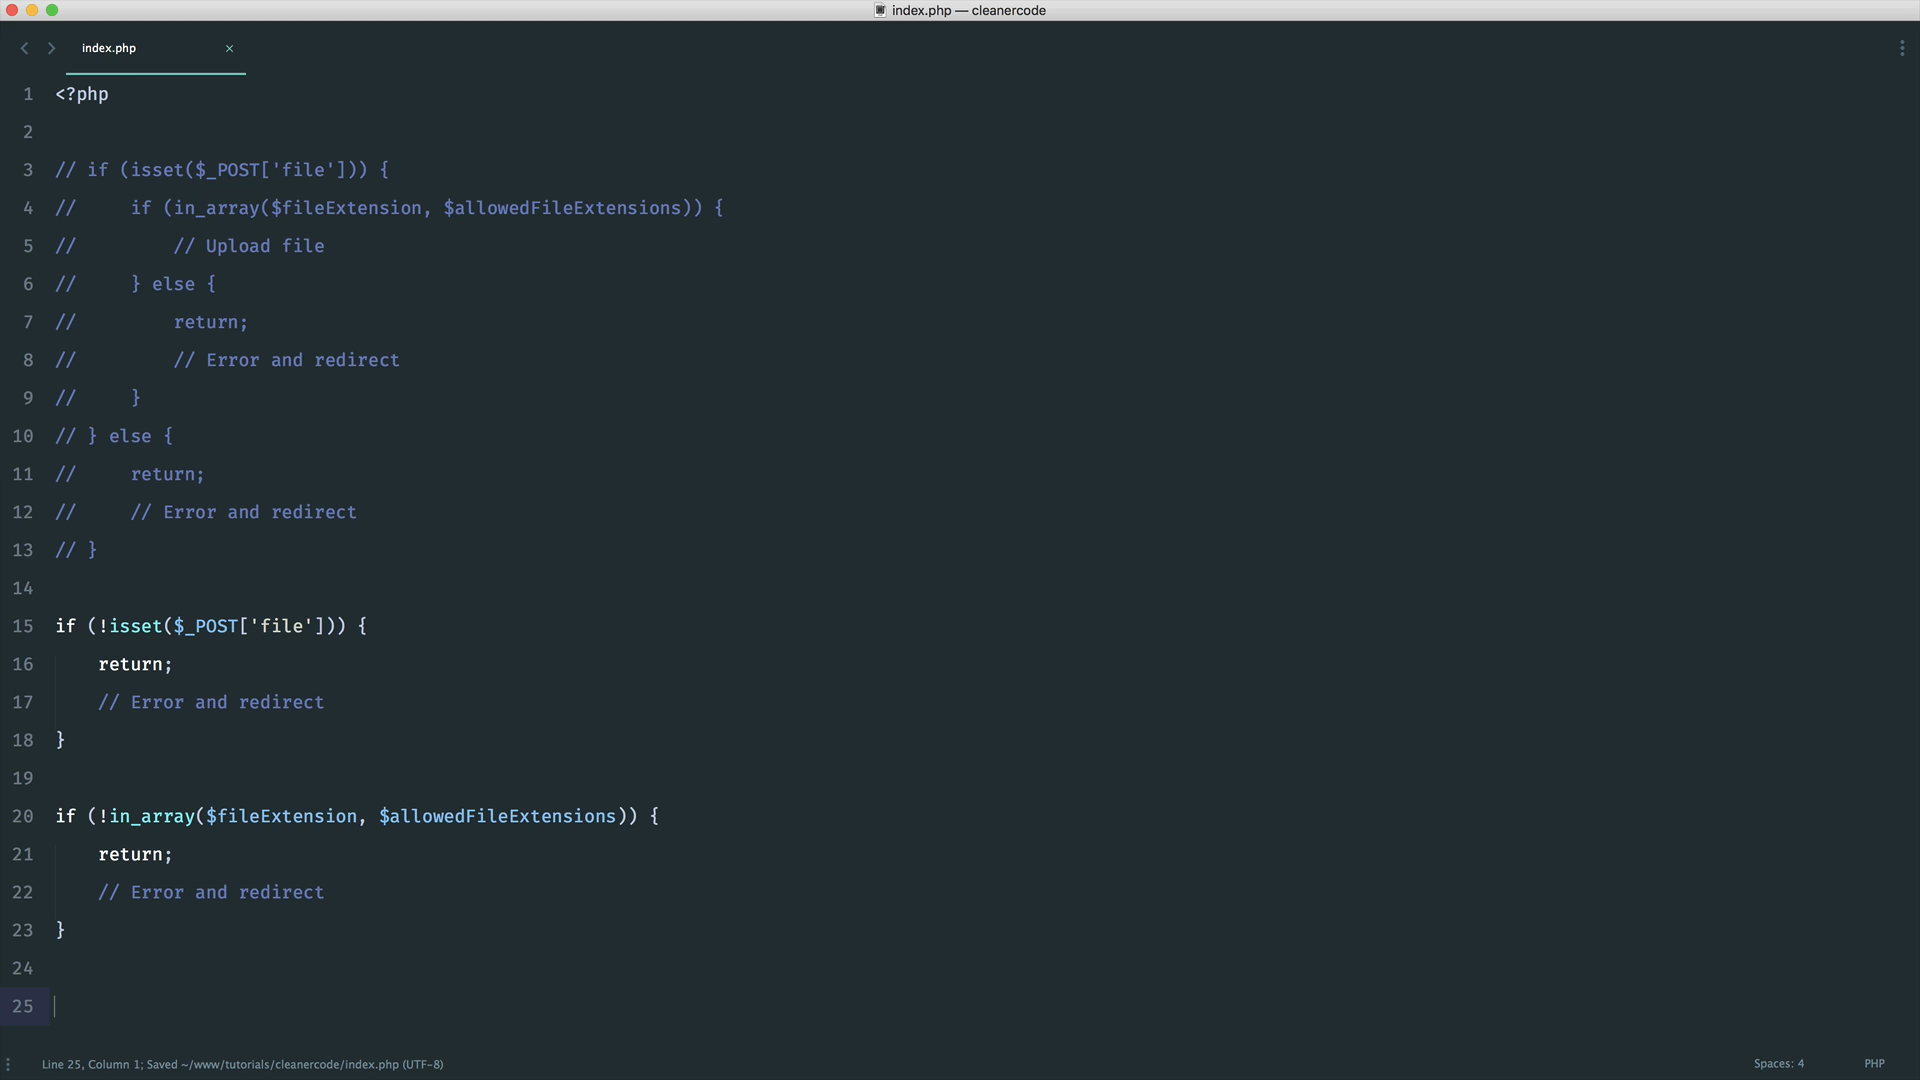 index.php — cleanercode
index.php ×
1 <?php
2
3 // if (isset($_POST['file'])) {
4 //     if (in_array($fileExtension, $allowedFileExtensions)) {
5 //         // Upload file
6 //     } else {
7 //         return;
8 //         // Error and redirect
9 //     }
10 // } else {
11 //     return;
12 //     // Error and redirect
13 // }
14
15 if (!isset($_POST['file'])) {
16     return;
17     // Error and redirect
18 }
19
20 if (!in_array($fileExtension, $allowedFileExtensions)) {
21     return;
22     // Error and redirect
23 }
24
25
Line 25, Column 1; Saved ~/www/tutorials/cleanercode/index.php (UTF-8) Spaces: 4 PHP